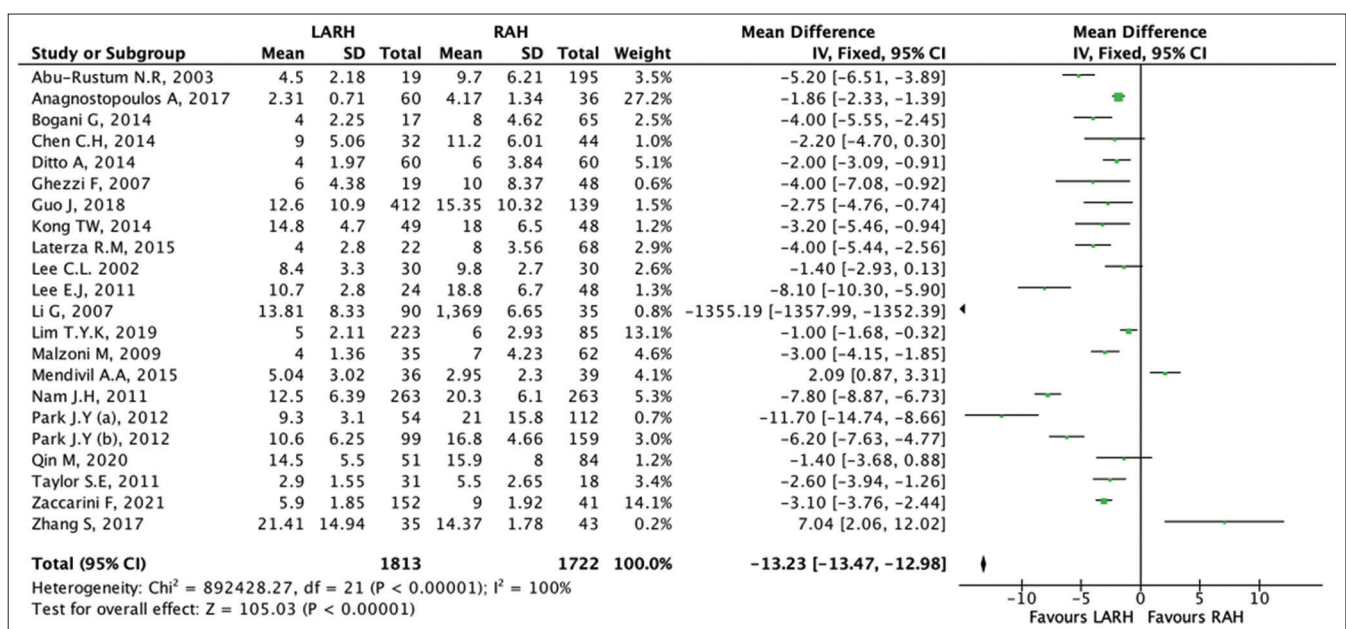 LARH RAH Mean Difference Mean Difference
Study or Subgroup Mean SD Total Mean SD Total Weight IV, Fixed, 95% CI IV, Fixed, 95% CI
Abu-Rustum N.R, 2003 4.5 2.18 19 9.7 6.21 195 3.5% -5.20 [-6.51, -3.89]
Anagnostopoulos A, 2017 2.31 0.71 60 4.17 1.34 36 27.2% -1.86 [-2.33, -1.39]
Bogani G, 2014 4 2.25 17 8 4.62 65 2.5% -4.00 [-5.55, -2.45]
Chen C.H, 2014 9 5.06 32 11.2 6.01 44 1.0% -2.20 [-4.70, 0.30]
Ditto A, 2014 4 1.97 60 6 3.84 60 5.1% -2.00 [-3.09, -0.91]
Ghezzi F, 2007 6 4.38 19 10 8.37 48 0.6% -4.00 [-7.08, -0.92]
Guo J, 2018 12.6 10.9 412 15.35 10.32 139 1.5% -2.75 [-4.76, -0.74]
Kong TW, 2014 14.8 4.7 49 18 6.5 48 1.2% -3.20 [-5.46, -0.94]
Laterza R.M, 2015 4 2.8 22 8 3.56 68 2.9% -4.00 [-5.44, -2.56]
Lee C.L. 2002 8.4 3.3 30 9.8 2.7 30 2.6% -1.40 [-2.93, 0.13]
Lee E.J, 2011 10.7 2.8 24 18.8 6.7 48 1.3% -8.10 [-10.30, -5.90]
Li G, 2007 13.81 8.33 90 1,369 6.65 35 0.8% -1355.19 [-1357.99, -1352.39]
Lim T.Y.K, 2019 5 2.11 223 6 2.93 85 13.1% -1.00 [-1.68, -0.32]
Malzoni M, 2009 4 1.36 35 7 4.23 62 4.6% -3.00 [-4.15, -1.85]
Mendivil A.A, 2015 5.04 3.02 36 2.95 2.3 39 4.1% 2.09 [0.87, 3.31]
Nam J.H, 2011 12.5 6.39 263 20.3 6.1 263 5.3% -7.80 [-8.87, -6.73]
Park J.Y (a), 2012 9.3 3.1 54 21 15.8 112 0.7% -11.70 [-14.74, -8.66]
Park J.Y (b), 2012 10.6 6.25 99 16.8 4.66 159 3.0% -6.20 [-7.63, -4.77]
Qin M, 2020 14.5 5.5 51 15.9 8 84 1.2% -1.40 [-3.68, 0.88]
Taylor S.E, 2011 2.9 1.55 31 5.5 2.65 18 3.4% -2.60 [-3.94, -1.26]
Zaccarini F, 2021 5.9 1.85 152 9 1.92 41 14.1% -3.10 [-3.76, -2.44]
Zhang S, 2017 21.41 14.94 35 14.37 1.78 43 0.2% 7.04 [2.06, 12.02]
Total (95% CI) 1813 1722 100.0% -13.23 [-13.47, -12.98]
Heterogeneity: Chi² = 892428.27, df = 21 (P < 0.00001); I² = 100%
Test for overall effect: Z = 105.03 (P < 0.00001)
-10 -5 0 5 10
Favours LARH Favours RAH